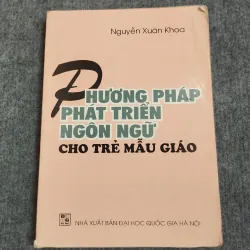 Nguyễn Xuân Khoa
PHƯƠNG PHÁP
PHÁT TRIỂN
NGÔN NGỮ
CHO TRẺ MẪU GIÁO
NHÀ XUẤT BẢN ĐẠI HỌC QUỐC GIA HÀ NỘI